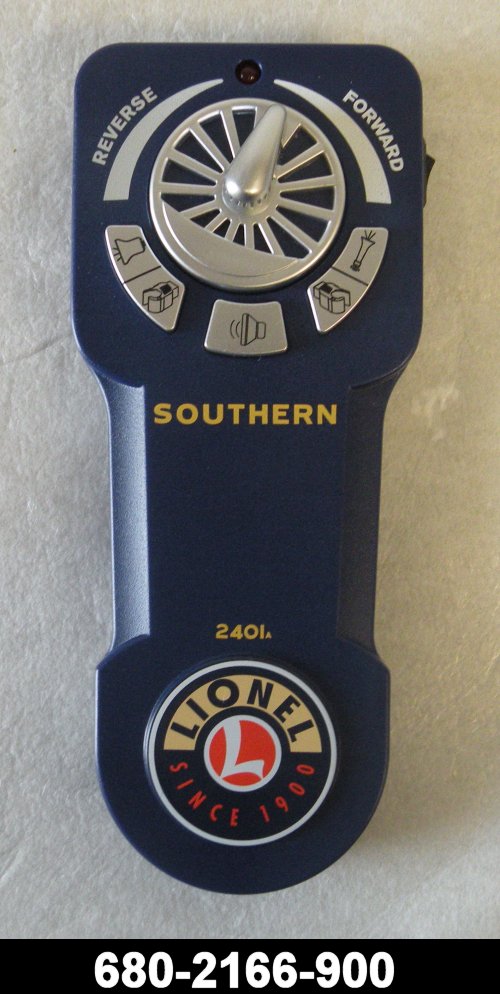 REVERSE
FORWARD
SOUTHERN
2401A
LIONEL
L
SINCE 1900
680-2166-900